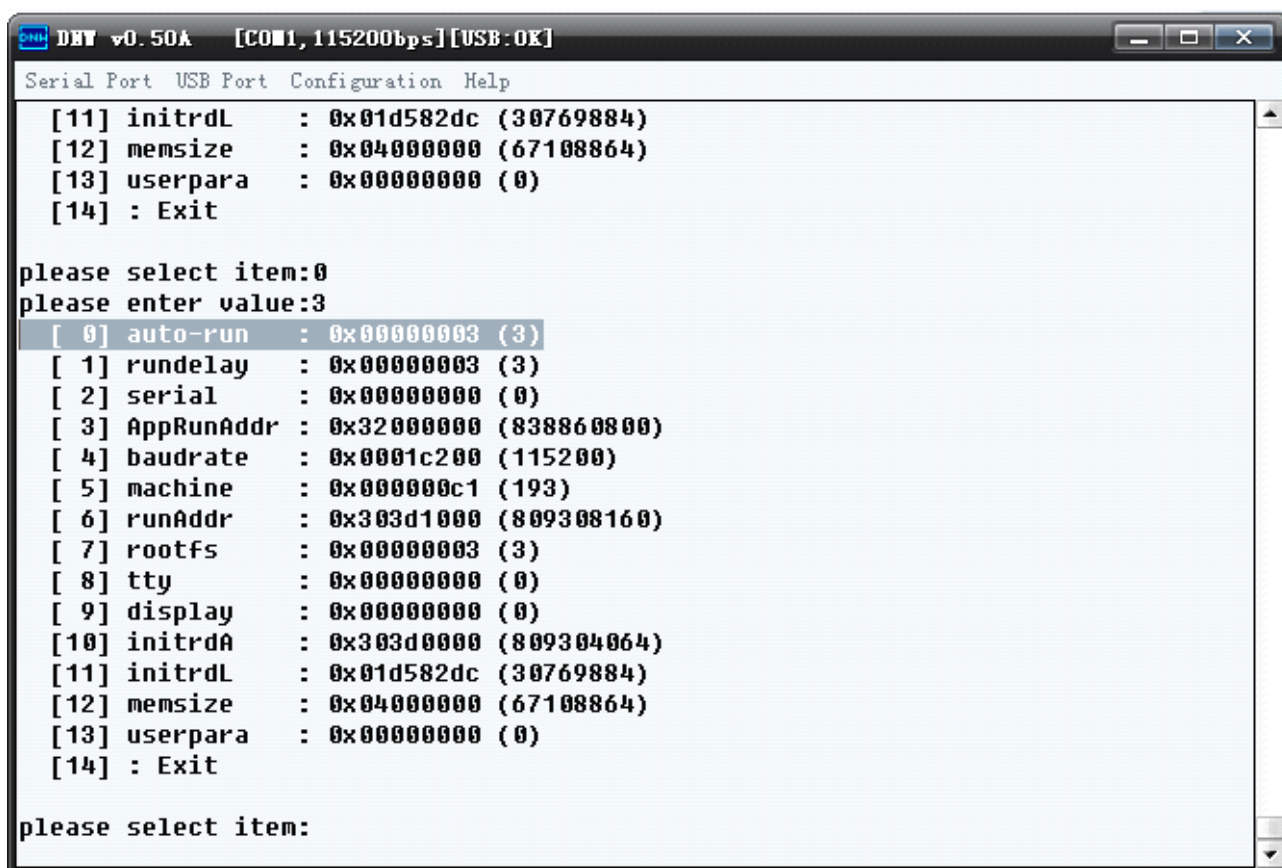 DNW v0.50A [COM1,115200bps][USB:OK]
Serial Port USB Port Configuration Help
[11] initrdL : 0x01d582dc (30769884)
[12] memsize : 0x04000000 (67108864)
[13] userpara : 0x00000000 (0)
[14] : Exit
please select item:0
please enter value:3
[ 0] auto-run : 0x00000003 (3)
[ 1] rundelay : 0x00000003 (3)
[ 2] serial : 0x00000000 (0)
[ 3] AppRunAddr : 0x32000000 (838860800)
[ 4] baudrate : 0x0001c200 (115200)
[ 5] machine : 0x000000c1 (193)
[ 6] runAddr : 0x303d1000 (809308160)
[ 7] rootfs : 0x00000003 (3)
[ 8] tty : 0x00000000 (0)
[ 9] display : 0x00000000 (0)
[10] initrdA : 0x303d0000 (809304064)
[11] initrdL : 0x01d582dc (30769884)
[12] memsize : 0x04000000 (67108864)
[13] userpara : 0x00000000 (0)
[14] : Exit
please select item: